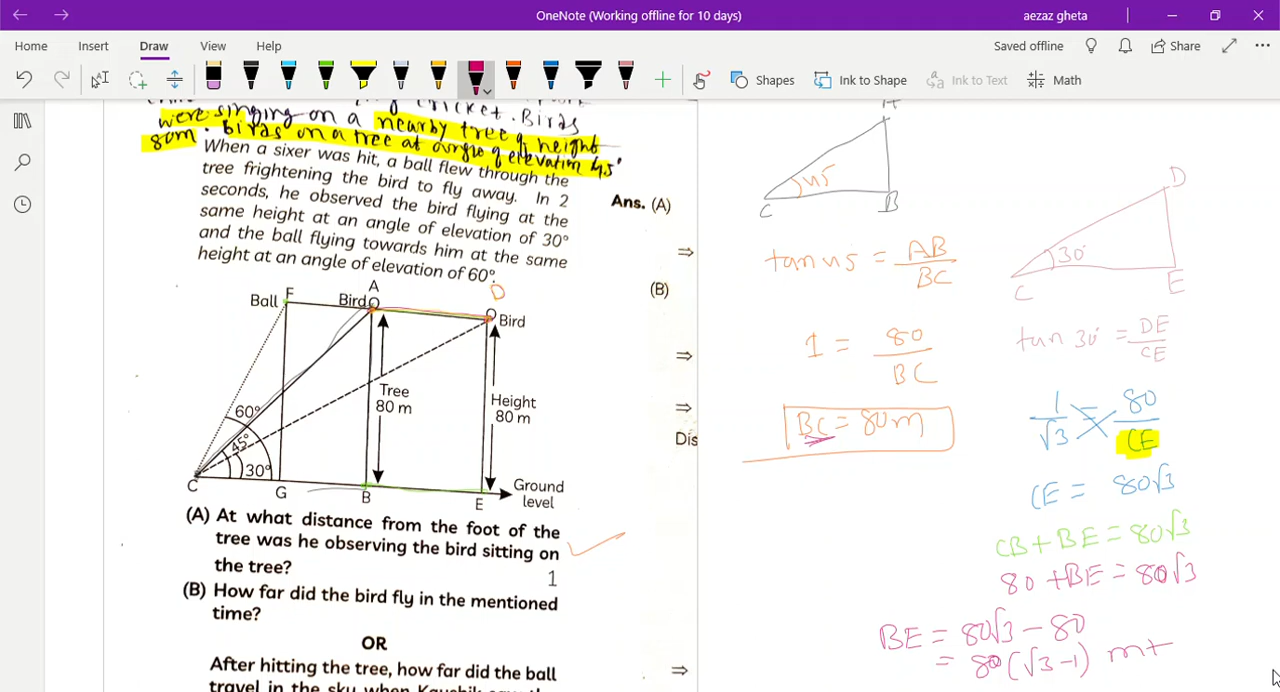 OneNote (Working offline for 10 days)
aezaz gheta
Home Insert Draw View Help
Saved offline
Share
Shapes
Ink to Shape
Ink to Text
Math
cricket. Birds
were singing on a nearby tree of height
80m. birds on a tree at angle of elevation 45°
When a sixer was hit, a ball flew through the
tree frightening the bird to fly away. In 2
seconds, he observed the bird flying at the
same height at an angle of elevation of 30°
and the ball flying towards him at the same
height at an angle of elevation of 60°.
Ans. (A)
⇒
(B)
⇒
⇒
Dis
⇒
Ball F
Bird A
D
Bird
Tree
80 m
Height
80 m
60°
45°
30°
C G B E
Ground
level
(A) At what distance from the foot of the
tree was he observing the bird sitting on
the tree?
1
(B) How far did the bird fly in the mentioned
time?
OR
After hitting the tree, how far did the ball
45
C B
tan 45 = AB
BC
1 = 80
BC
BC = 80m
D
30°
C E
tan 30° = DE
CE
1 = 80
√3 CE
CE = 80√3
CB + BE = 80√3
80 + BE = 80√3
BE = 80√3 - 80
= 80(√3-1) mt